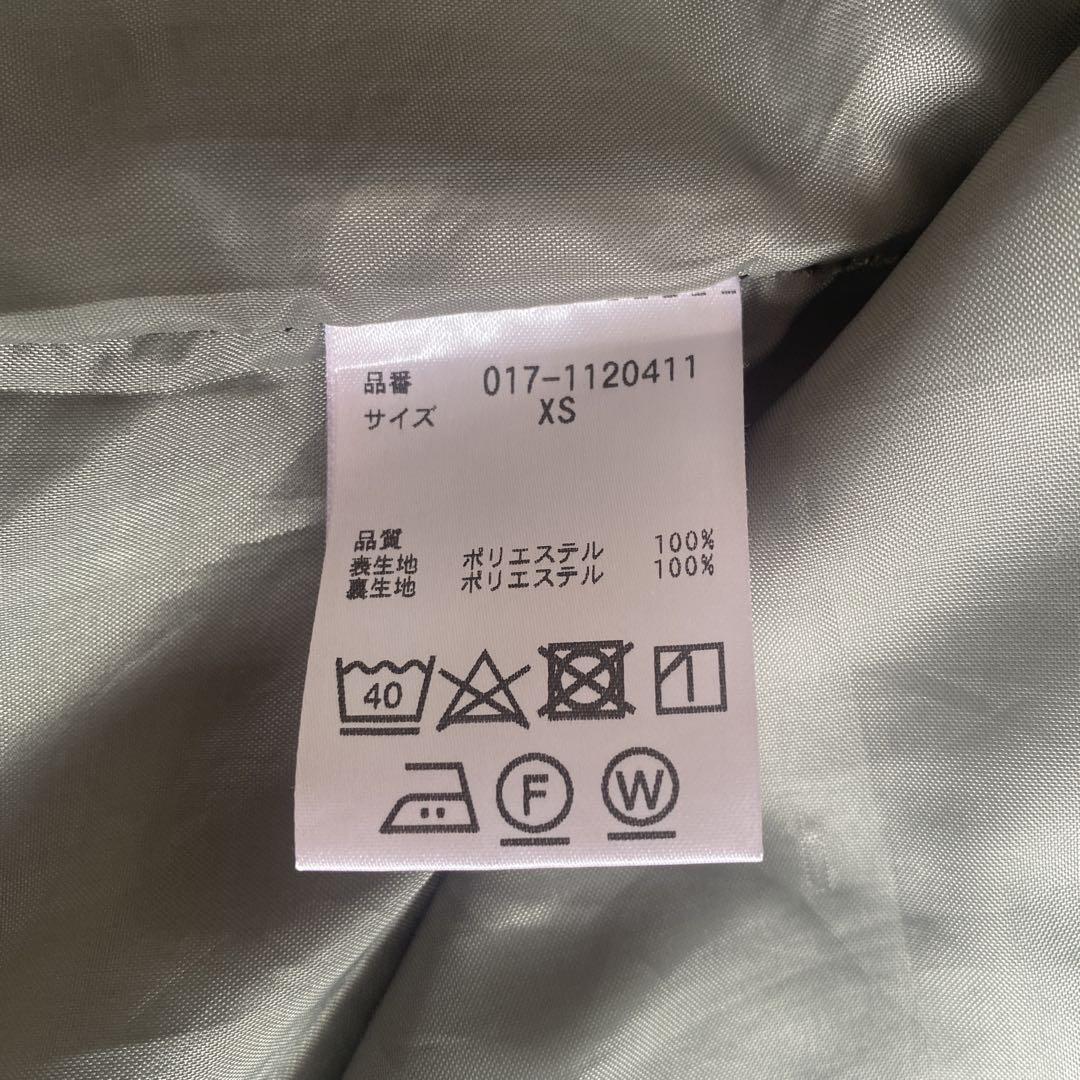 品番 017-1120411
サイズ XS
品質
表生地 ポリエステル 100%
裏生地 ポリエステル 100%
40
F W